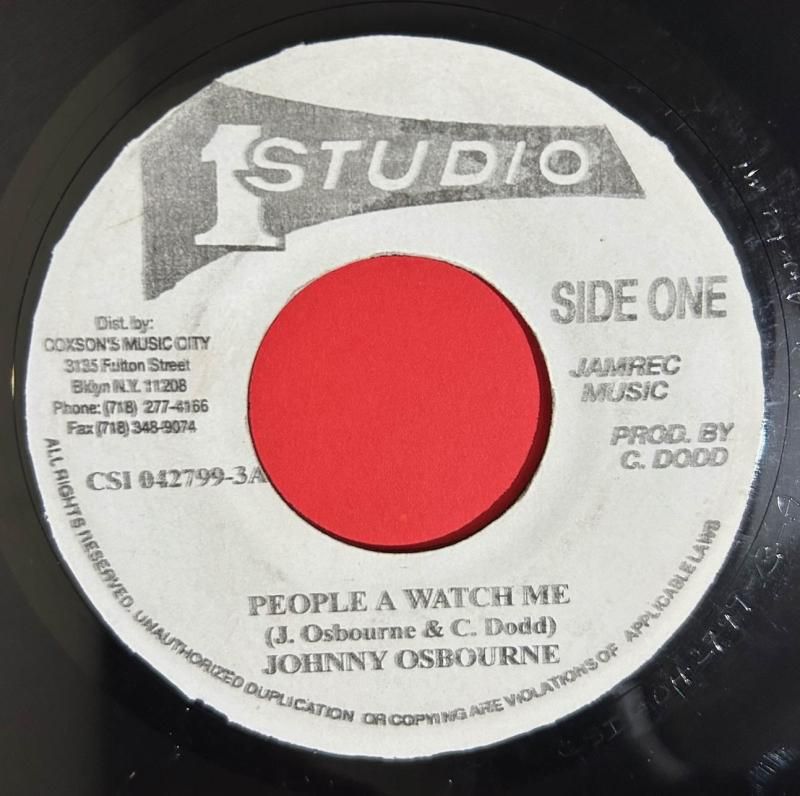 1 STUDIO
SIDE ONE
Dist. by:
COXSON'S MUSIC CITY
3135 Fulton Street
Bklyn N.Y. 11208
Phone: (718) 277-4166
Fax (718) 348-9074
CSI 042799-3A
JAMREC
MUSIC
PROD. BY
C. DODD
PEOPLE A WATCH ME
(J. Osbourne & C. Dodd)
JOHNNY OSBOURNE
ALL RIGHTS RESERVED. UNAUTHORIZED DUPLICATION OR COPYING ARE VIOLATIONS OF APPLICABLE LAWS